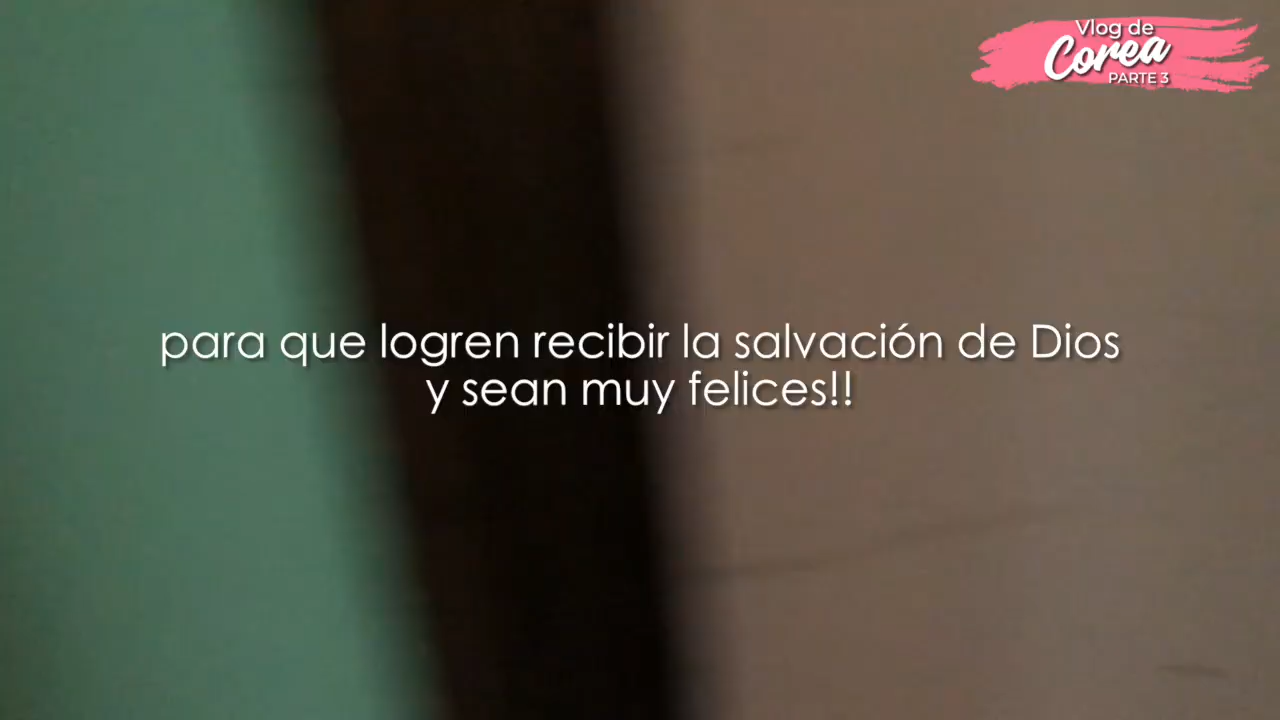 Vlog de
Corea
PARTE 3
para que logren recibir la salvación de Dios
y sean muy felices!!